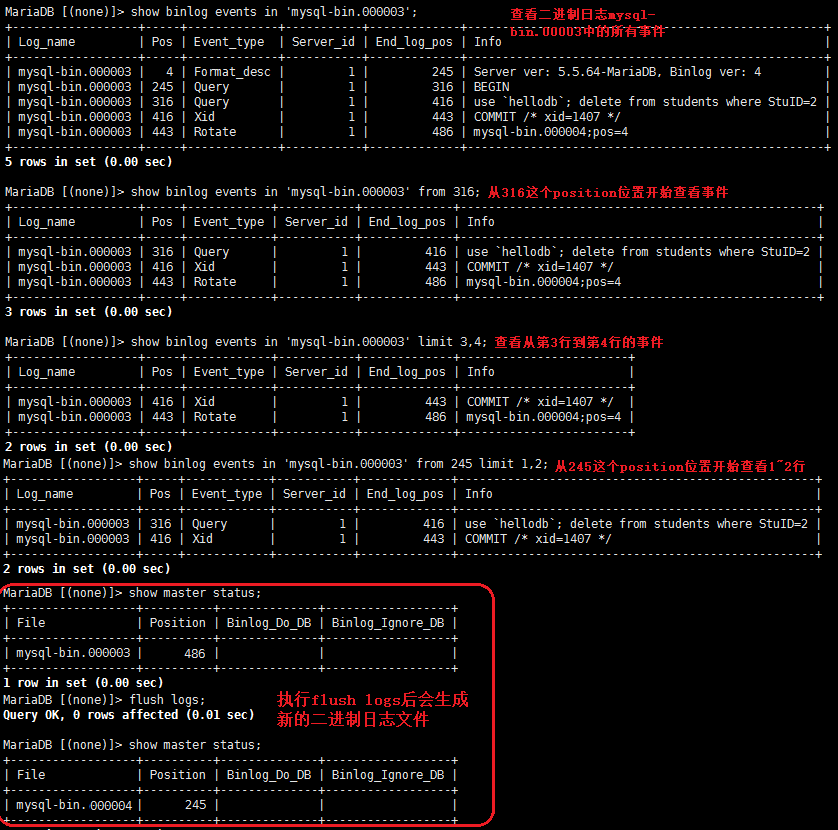 MariaDB [(none)]> show binlog events in 'mysql-bin.000003'; 查看二进制日志mysql-
bin.00003中的所有事件
+------------------+-----+-------------+-----------+-------------+------------------------------------------------------+
| Log_name | Pos | Event_type | Server_id | End_log_pos | Info |
+------------------+-----+-------------+-----------+-------------+------------------------------------------------------+
| mysql-bin.000003 | 4 | Format_desc | 1 | 245 | Server ver: 5.5.64-MariaDB, Binlog ver: 4 |
| mysql-bin.000003 | 245 | Query | 1 | 316 | BEGIN |
| mysql-bin.000003 | 316 | Query | 1 | 416 | use `hellodb`; delete from students where StuID=2 |
| mysql-bin.000003 | 416 | Xid | 1 | 443 | COMMIT /* xid=1407 */ |
| mysql-bin.000003 | 443 | Rotate | 1 | 486 | mysql-bin.000004;pos=4 |
+------------------+-----+-------------+-----------+-------------+------------------------------------------------------+
5 rows in set (0.00 sec)
MariaDB [(none)]> show binlog events in 'mysql-bin.000003' from 316; 从316这个position位置开始查看事件
+------------------+-----+------------+-----------+-------------+---------------------------------------------------+
| Log_name | Pos | Event_type | Server_id | End_log_pos | Info |
+------------------+-----+------------+-----------+-------------+---------------------------------------------------+
| mysql-bin.000003 | 316 | Query | 1 | 416 | use `hellodb`; delete from students where StuID=2 |
| mysql-bin.000003 | 416 | Xid | 1 | 443 | COMMIT /* xid=1407 */ |
| mysql-bin.000003 | 443 | Rotate | 1 | 486 | mysql-bin.000004;pos=4 |
+------------------+-----+------------+-----------+-------------+---------------------------------------------------+
3 rows in set (0.00 sec)
MariaDB [(none)]> show binlog events in 'mysql-bin.000003' limit 3,4; 查看从第3行到第4行的事件
+------------------+-----+------------+-----------+-------------+------------------------+
| Log_name | Pos | Event_type | Server_id | End_log_pos | Info |
+------------------+-----+------------+-----------+-------------+------------------------+
| mysql-bin.000003 | 416 | Xid | 1 | 443 | COMMIT /* xid=1407 */ |
| mysql-bin.000003 | 443 | Rotate | 1 | 486 | mysql-bin.000004;pos=4 |
+------------------+-----+------------+-----------+-------------+------------------------+
2 rows in set (0.00 sec)
MariaDB [(none)]> show binlog events in 'mysql-bin.000003' from 245 limit 1,2; 从245这个position位置开始查看1~2行
+------------------+-----+------------+-----------+-------------+---------------------------------------------------+
| Log_name | Pos | Event_type | Server_id | End_log_pos | Info |
+------------------+-----+------------+-----------+-------------+---------------------------------------------------+
| mysql-bin.000003 | 316 | Query | 1 | 416 | use `hellodb`; delete from students where StuID=2 |
| mysql-bin.000003 | 416 | Xid | 1 | 443 | COMMIT /* xid=1407 */ |
+------------------+-----+------------+-----------+-------------+---------------------------------------------------+
2 rows in set (0.00 sec)
MariaDB [(none)]> show master status;
+------------------+----------+--------------+------------------+
| File | Position | Binlog_Do_DB | Binlog_Ignore_DB |
+------------------+----------+--------------+------------------+
| mysql-bin.000003 | 486 | | |
+------------------+----------+--------------+------------------+
1 row in set (0.00 sec)
MariaDB [(none)]> flush logs; 执行flush logs后会生成
Query OK, 0 rows affected (0.01 sec) 新的二进制日志文件
MariaDB [(none)]> show master status;
+------------------+----------+--------------+------------------+
| File | Position | Binlog_Do_DB | Binlog_Ignore_DB |
+------------------+----------+--------------+------------------+
| mysql-bin.000004 | 245 | | |
+------------------+----------+--------------+------------------+